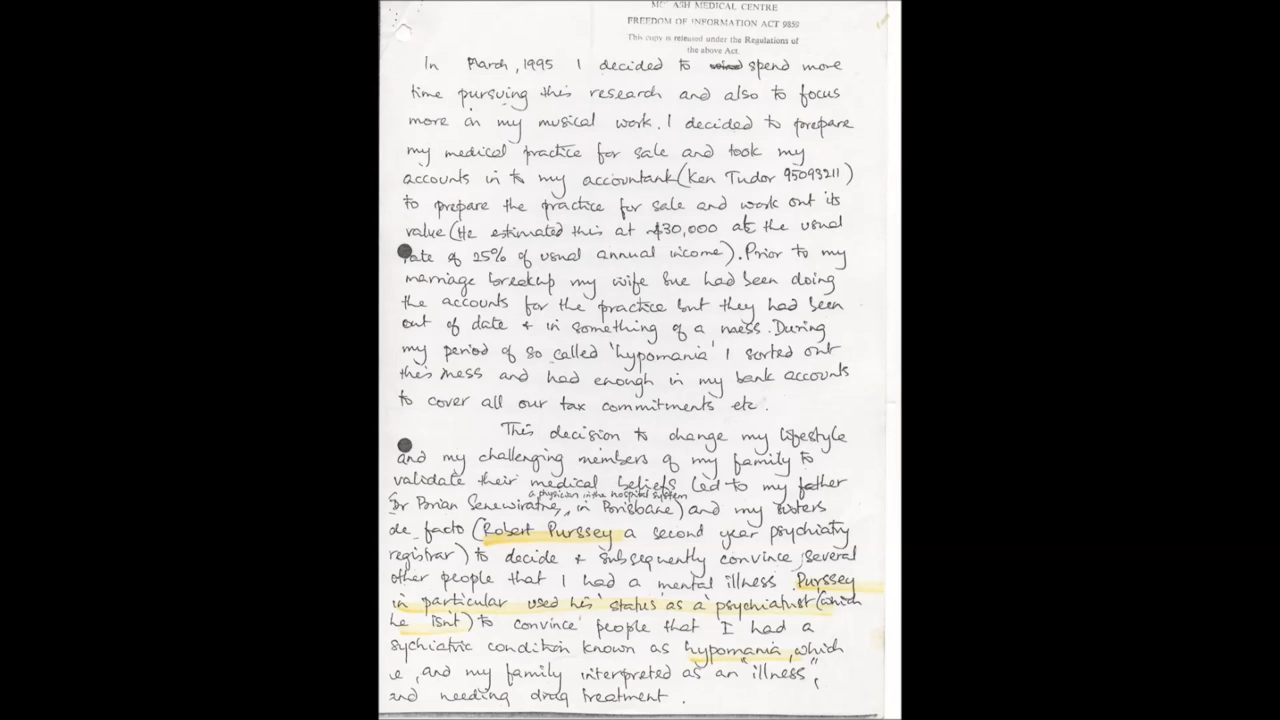 ASH MEDICAL CENTRE
FREEDOM OF INFORMATION ACT 9859
This copy is released under the Regulations of
the above Act.
In March, 1995 I decided to spend more
time pursuing this research and also to focus
more in my musical work. I decided to prepare
my medical practice for sale and took my
accounts in to my accountant (Ken Tudor 95093211)
to prepare the practice for sale and work out its
value (He estimated this at $30,000 at the usual
rate of 25% of usual annual income). Prior to my
marriage breakup my wife Sue had been doing
the accounts for the practice but they had been
out of date + in something of a mess. During
my period of so called 'hypomania' I sorted out
this mess and had enough in my bank accounts
to cover all our tax commitments etc.
This decision to change my lifestyle
and my challenging members of my family to
validate their medical beliefs led to my father
a physician in the hospital system
Dr Brian Senewiratne, in Brisbane) and my sisters
de facto (Robert Purssey a second year psychiatry
registrar) to decide + subsequently convince several
other people that I had a mental illness. Purssey
in particular used his 'status' as a psychiatrist (which
he isn't) to convince people that I had a
sychiatric condition known as hypomania, which
e, and my family interpreted as an "illness",
and needing drug treatment.